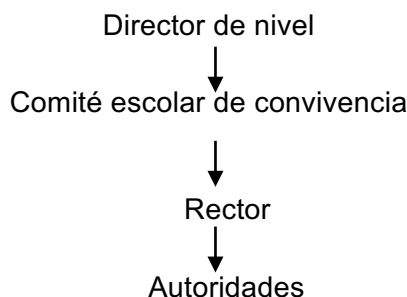 Director de nivel
Comité escolar de convivencia
Rector
Autoridades